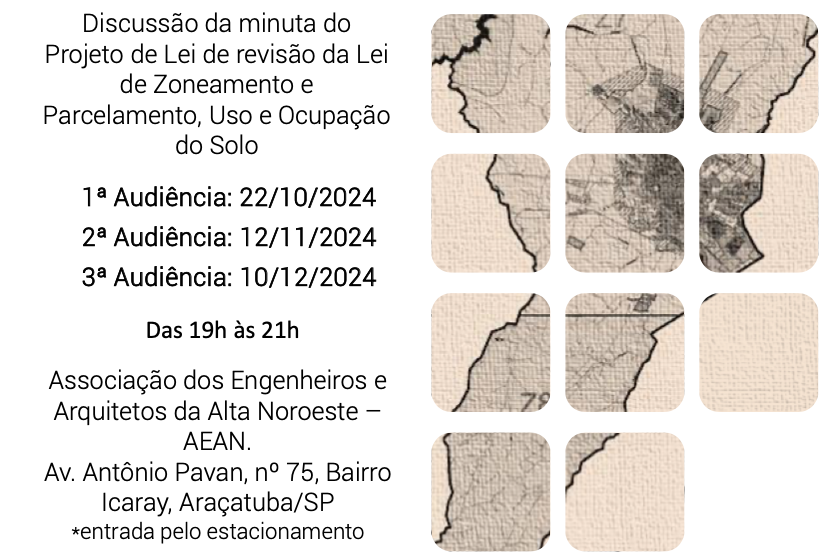 Discussão da minuta do
Projeto de Lei de revisão da Lei
de Zoneamento e
Parcelamento, Uso e Ocupação
do Solo
1ª Audiência: 22/10/2024
2ª Audiência: 12/11/2024
3ª Audiência: 10/12/2024
Das 19h às 21h
Associação dos Engenheiros e
Arquitetos da Alta Noroeste –
AEAN.
Av. Antônio Pavan, nº 75, Bairro
Icaray, Araçatuba/SP
*entrada pelo estacionamento